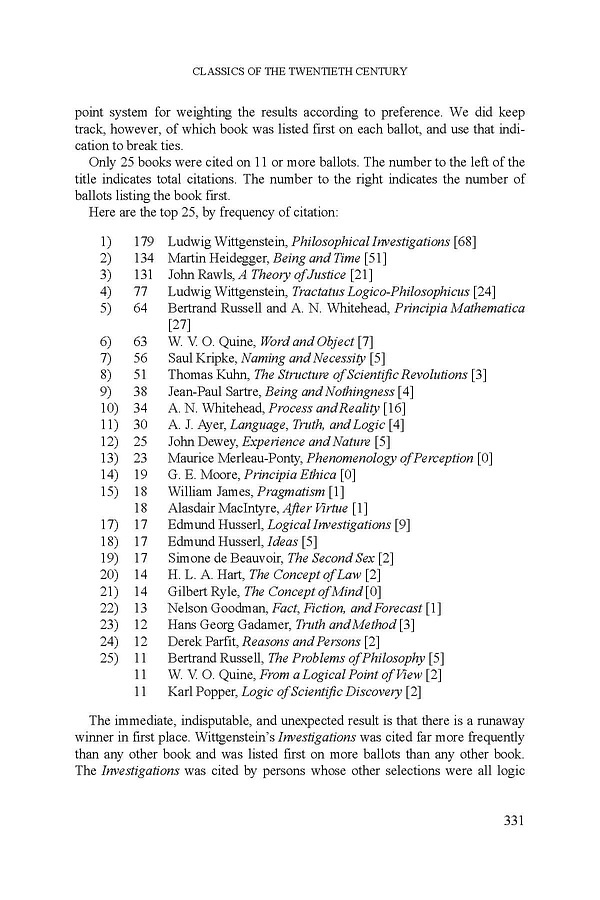 CLASSICS OF THE TWENTIETH CENTURY
point system for weighting the results according to preference. We did keep
track, however, of which book was listed first on each ballot, and use that indi-
cation to break ties.
Only 25 books were cited on 11 or more ballots. The number to the left of the
title indicates total citations. The number to the right indicates the number of
ballots listing the book first.
Here are the top 25, by frequency of citation:
1) 179 Ludwig Wittgenstein, Philosophical Investigations [68]
2) 134 Martin Heidegger, Being and Time [51]
3) 131 John Rawls, A Theory of Justice [21]
4) 77 Ludwig Wittgenstein, Tractatus Logico-Philosophicus [24]
5) 64 Bertrand Russell and A. N. Whitehead, Principia Mathematica
[27]
6) 63 W. V. O. Quine, Word and Object [7]
7) 56 Saul Kripke, Naming and Necessity [5]
8) 51 Thomas Kuhn, The Structure of Scientific Revolutions [3]
9) 38 Jean-Paul Sartre, Being and Nothingness [4]
10) 34 A. N. Whitehead, Process and Reality [16]
11) 30 A. J. Ayer, Language, Truth, and Logic [4]
12) 25 John Dewey, Experience and Nature [5]
13) 23 Maurice Merleau-Ponty, Phenomenology of Perception [0]
14) 19 G. E. Moore, Principia Ethica [0]
15) 18 William James, Pragmatism [1]
18 Alasdair MacIntyre, After Virtue [1]
17) 17 Edmund Husserl, Logical Investigations [9]
18) 17 Edmund Husserl, Ideas [5]
19) 17 Simone de Beauvoir, The Second Sex [2]
20) 14 H. L. A. Hart, The Concept of Law [2]
21) 14 Gilbert Ryle, The Concept of Mind [0]
22) 13 Nelson Goodman, Fact, Fiction, and Forecast [1]
23) 12 Hans Georg Gadamer, Truth and Method [3]
24) 12 Derek Parfit, Reasons and Persons [2]
25) 11 Bertrand Russell, The Problems of Philosophy [5]
11 W. V. O. Quine, From a Logical Point of View [2]
11 Karl Popper, Logic of Scientific Discovery [2]
The immediate, indisputable, and unexpected result is that there is a runaway
winner in first place. Wittgenstein's Investigations was cited far more frequently
than any other book and was listed first on more ballots than any other book.
The Investigations was cited by persons whose other selections were all logic
331